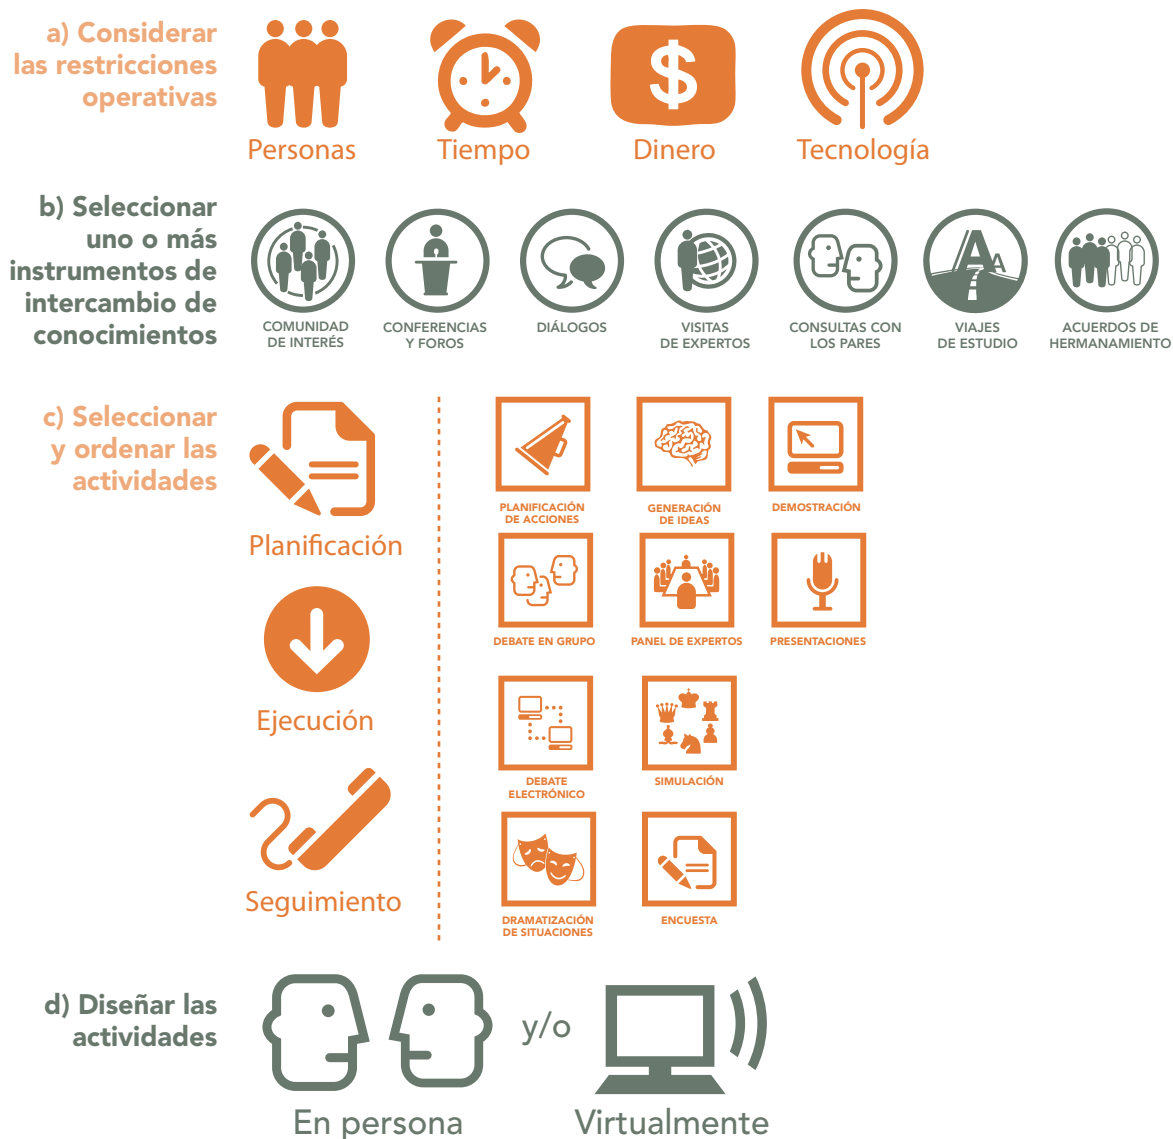 a) Considerar
las restricciones
operativas
$
Personas
Tiempo
Dinero
Tecnología
b) Seleccionar
uno o más
instrumentos de
intercambio de
conocimientos
A
A
COMUNIDAD
DE INTERÉS
CONFERENCIAS
Y FOROS
DIÁLOGOS
VISITAS
DE EXPERTOS
CONSULTAS CON
LOS PARES
VIAJES
DE ESTUDIO
ACUERDOS DE
HERMANAMIENTO
c) Seleccionar
y ordenar las
actividades
Planificación
Ejecución
Seguimiento
PLANIFICACIÓN
DE ACCIONES
GENERACIÓN
DE IDEAS
DEMOSTRACIÓN
DEBATE EN GRUPO
PANEL DE EXPERTOS
PRESENTACIONES
DEBATE
ELECTRÓNICO
SIMULACIÓN
DRAMATIZACIÓN
DE SITUACIONES
ENCUESTA
d) Diseñar las
actividades
En persona
y/o
Virtualmente